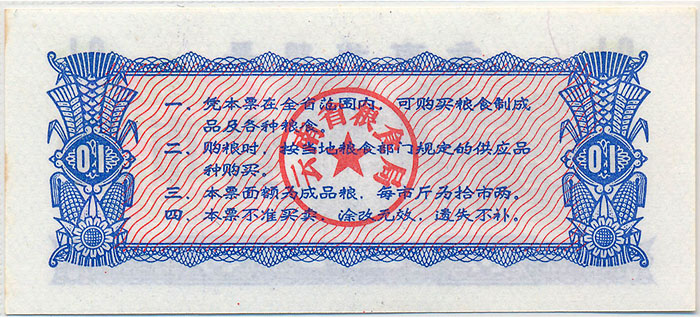 一、凭本票在全省范围内，可购买粮食制成
品及各种粮食。
二、购粮时，按当地粮食部门规定的供应品
种购买。
三、本票面额为成品粮，每市斤为拾市两。
四、本票不准买卖，涂改无效，遗失不补。
云南省粮食局
0.1
0.1